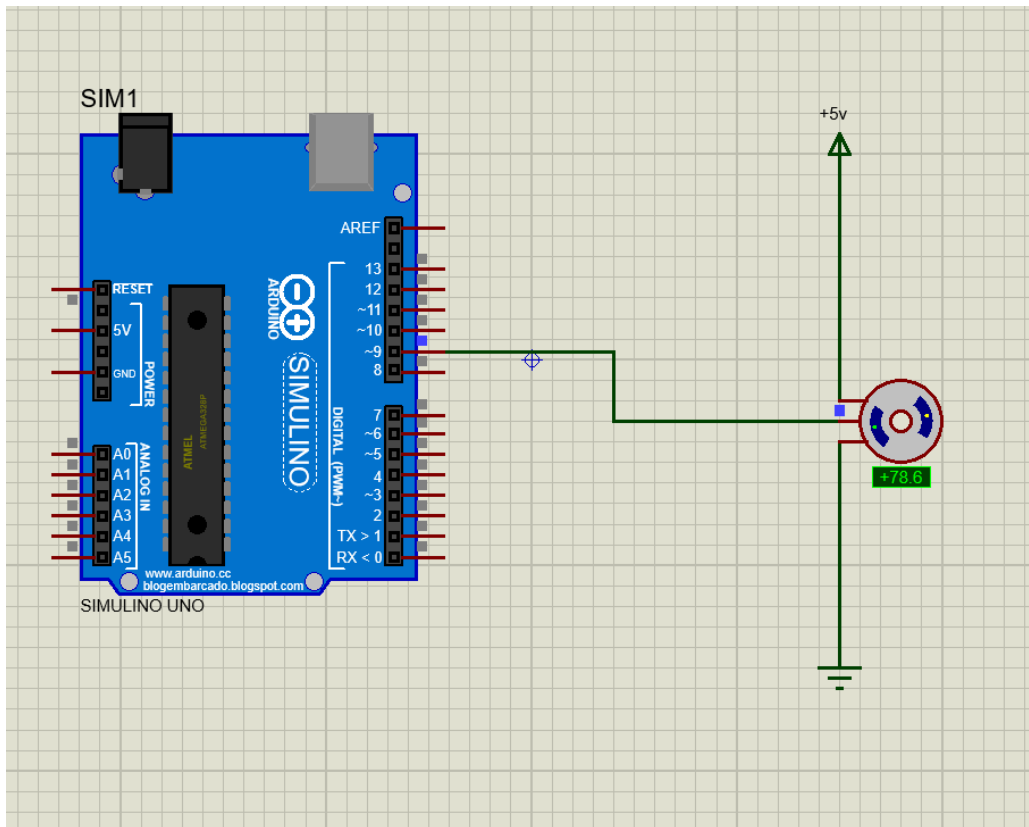 SIM1
+5v
AREF
13
12
~11
~10
~9
8
RESET
5V
GND
POWER
ARDUINO
SIMULINO
ATMEL
ATMEGA328P
DIGITAL (PWM~)
7
~6
~5
4
~3
2
TX > 1
RX < 0
A0
A1
A2
A3
A4
A5
ANALOG IN
www.arduino.cc
blogembarcado.blogspot.com
SIMULINO UNO
+78.6